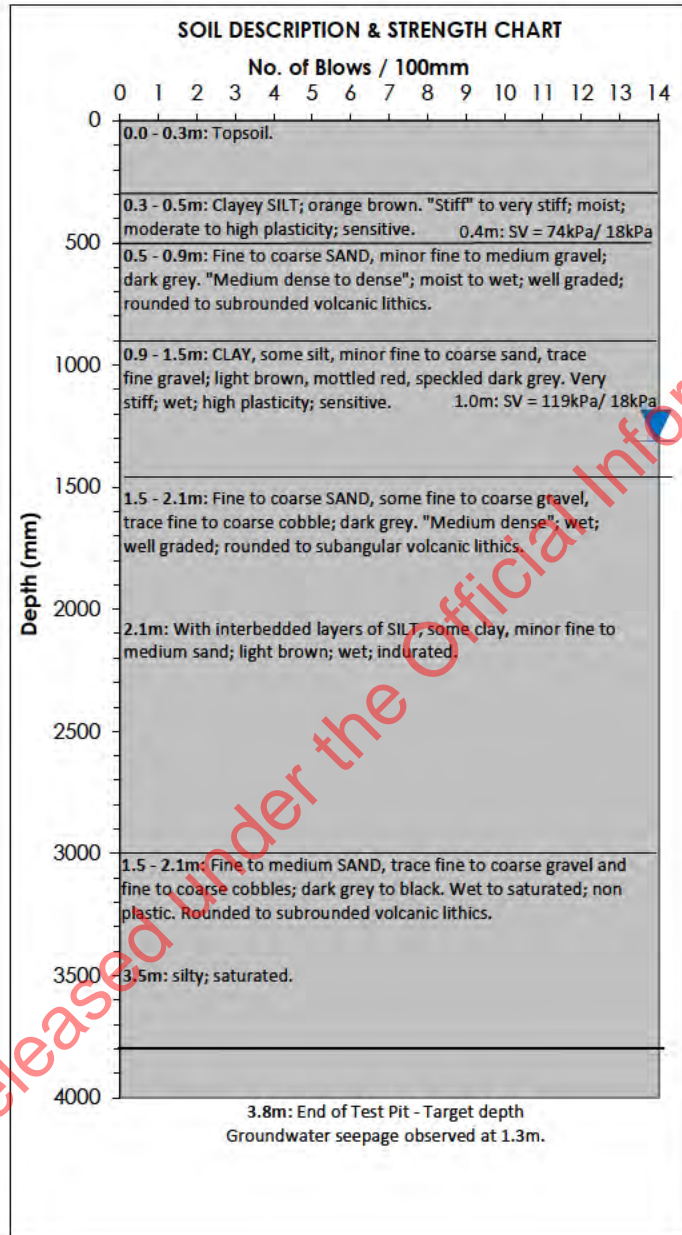 SOIL DESCRIPTION & STRENGTH CHART
No. of Blows / 100mm
0 1 2 3 4 5 6 7 8 9 10 11 12 13 14
0
0.0 - 0.3m: Topsoil.
0.3 - 0.5m: Clayey SILT; orange brown. "Stiff" to very stiff; moist;
moderate to high plasticity; sensitive. 0.4m: SV = 74kPa/ 18kPa
500
0.5 - 0.9m: Fine to coarse SAND, minor fine to medium gravel;
dark grey. "Medium dense to dense"; moist to wet; well graded;
rounded to subrounded volcanic lithics.
1000
0.9 - 1.5m: CLAY, some silt, minor fine to coarse sand, trace
fine gravel; light brown, mottled red, speckled dark grey. Very
stiff; wet; high plasticity; sensitive. 1.0m: SV = 119kPa/ 18kPa
1500
1.5 - 2.1m: Fine to coarse SAND, some fine to coarse gravel,
trace fine to coarse cobble; dark grey. "Medium dense"; wet;
well graded; rounded to subangular volcanic lithics.
Depth (mm)
2000
2.1m: With interbedded layers of SILT, some clay, minor fine to
medium sand; light brown; wet; indurated.
2500
3000
1.5 - 2.1m: Fine to medium SAND, trace fine to coarse gravel and
fine to coarse cobbles; dark grey to black. Wet to saturated; non
plastic. Rounded to subrounded volcanic lithics.
3500
3.5m: silty; saturated.
4000
3.8m: End of Test Pit - Target depth
Groundwater seepage observed at 1.3m.
eleased under the Official Infor